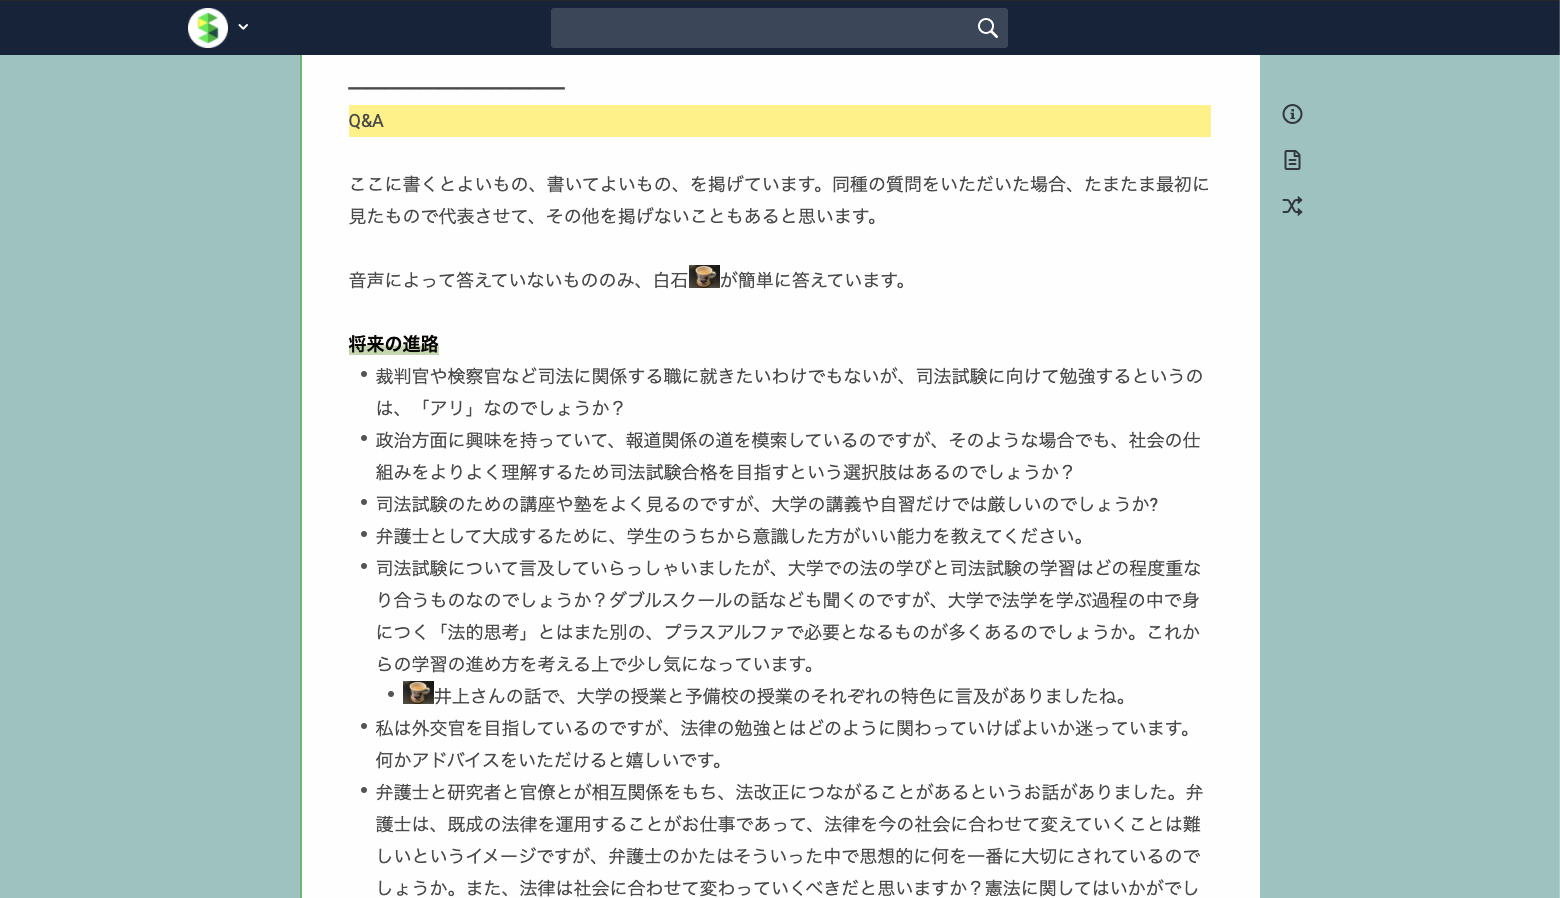 Q&A
ここに書くとよいもの、書いてよいもの、を掲げています。同種の質問をいただいた場合、たまたま最初に
見たもので代表させて、その他を掲げないこともあると思います。
音声によって答えていないもののみ、白石が簡単に答えています。
将来の進路
• 裁判官や検察官など司法に関係する職に就きたいわけでもないが、司法試験に向けて勉強するというの
は、「アリ」なのでしょうか？
• 政治方面に興味を持っていて、報道関係の道を模索しているのですが、そのような場合でも、社会の仕
組みをよりよく理解するため司法試験合格を目指すという選択肢はあるのでしょうか？
• 司法試験のための講座や塾をよく見るのですが、大学の講義や自習だけでは厳しいのでしょうか?
• 弁護士として大成するために、学生のうちから意識した方がいい能力を教えてください。
• 司法試験について言及していらっしゃいましたが、大学での法の学びと司法試験の学習はどの程度重な
り合うものなのでしょうか？ダブルスクールの話なども聞くのですが、大学で法学を学ぶ過程の中で身
につく「法的思考」とはまた別の、プラスアルファで必要となるものが多くあるのでしょうか。これか
らの学習の進め方を考える上で少し気になっています。
• 井上さんの話で、大学の授業と予備校の授業のそれぞれの特色に言及がありましたね。
• 私は外交官を目指しているのですが、法律の勉強とはどのように関わっていけばよいか迷っています。
何かアドバイスをいただけると嬉しいです。
• 弁護士と研究者と官僚とが相互関係をもち、法改正につながることがあるというお話がありました。弁
護士は、既成の法律を運用することがお仕事であって、法律を今の社会に合わせて変えていくことは難
しいというイメージですが、弁護士のかたはそういった中で思想的に何を一番に大切にされているので
しょうか。また、法律は社会に合わせて変わっていくべきだと思いますか？憲法に関してはいかがでし